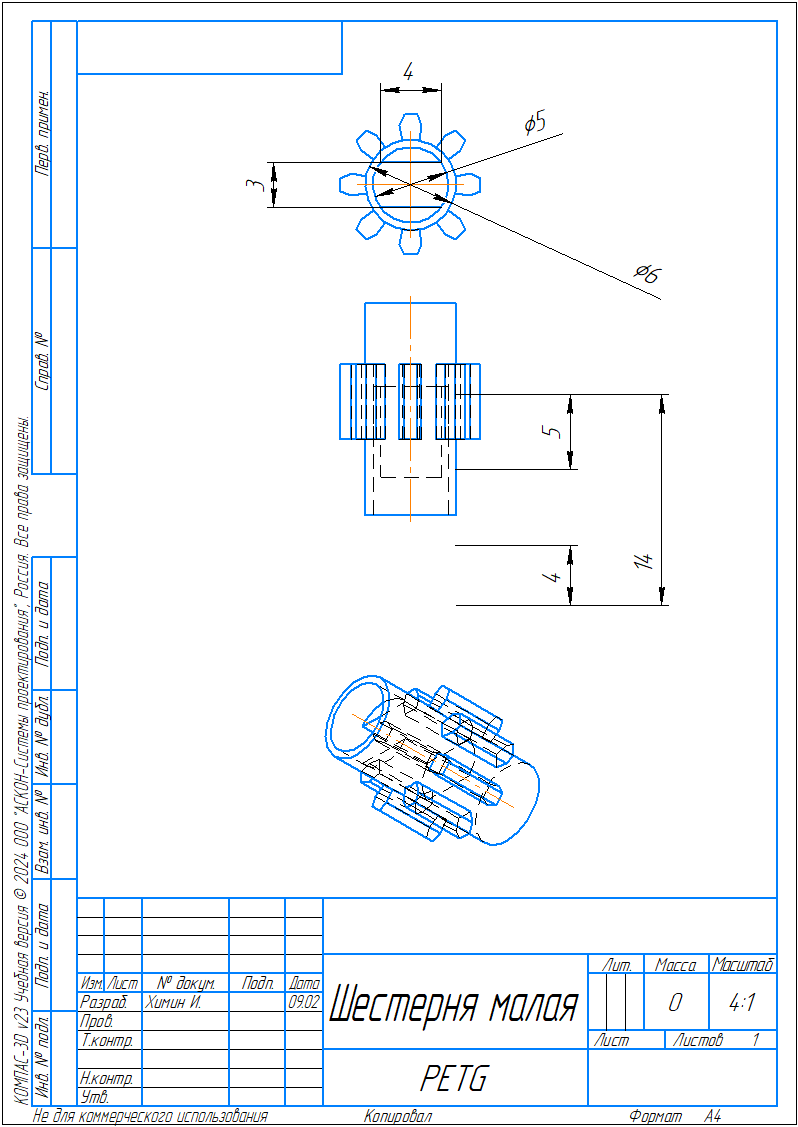 4
ϕ5
3
ϕ6
5
14
4
Перв. примен.
Справ. №
Подп. и дата
Инв. № дубл.
Взам. инв. №
Подп. и дата
Инв. № подл.
КОМПАС-3D v23 Учебная версия © 2024 ООО "АСКОН-Системы проектирования", Россия. Все права защищены.
Изм. Лист № докум. Подп. Дата
Разраб. Химин И. 09.02
Пров.
Т.контр.
Н.контр.
Утв.
Шестерня малая
PETG
Лит. Масса Масштаб
0 4:1
Лист Листов 1
Не для коммерческого использования Копировал Формат А4